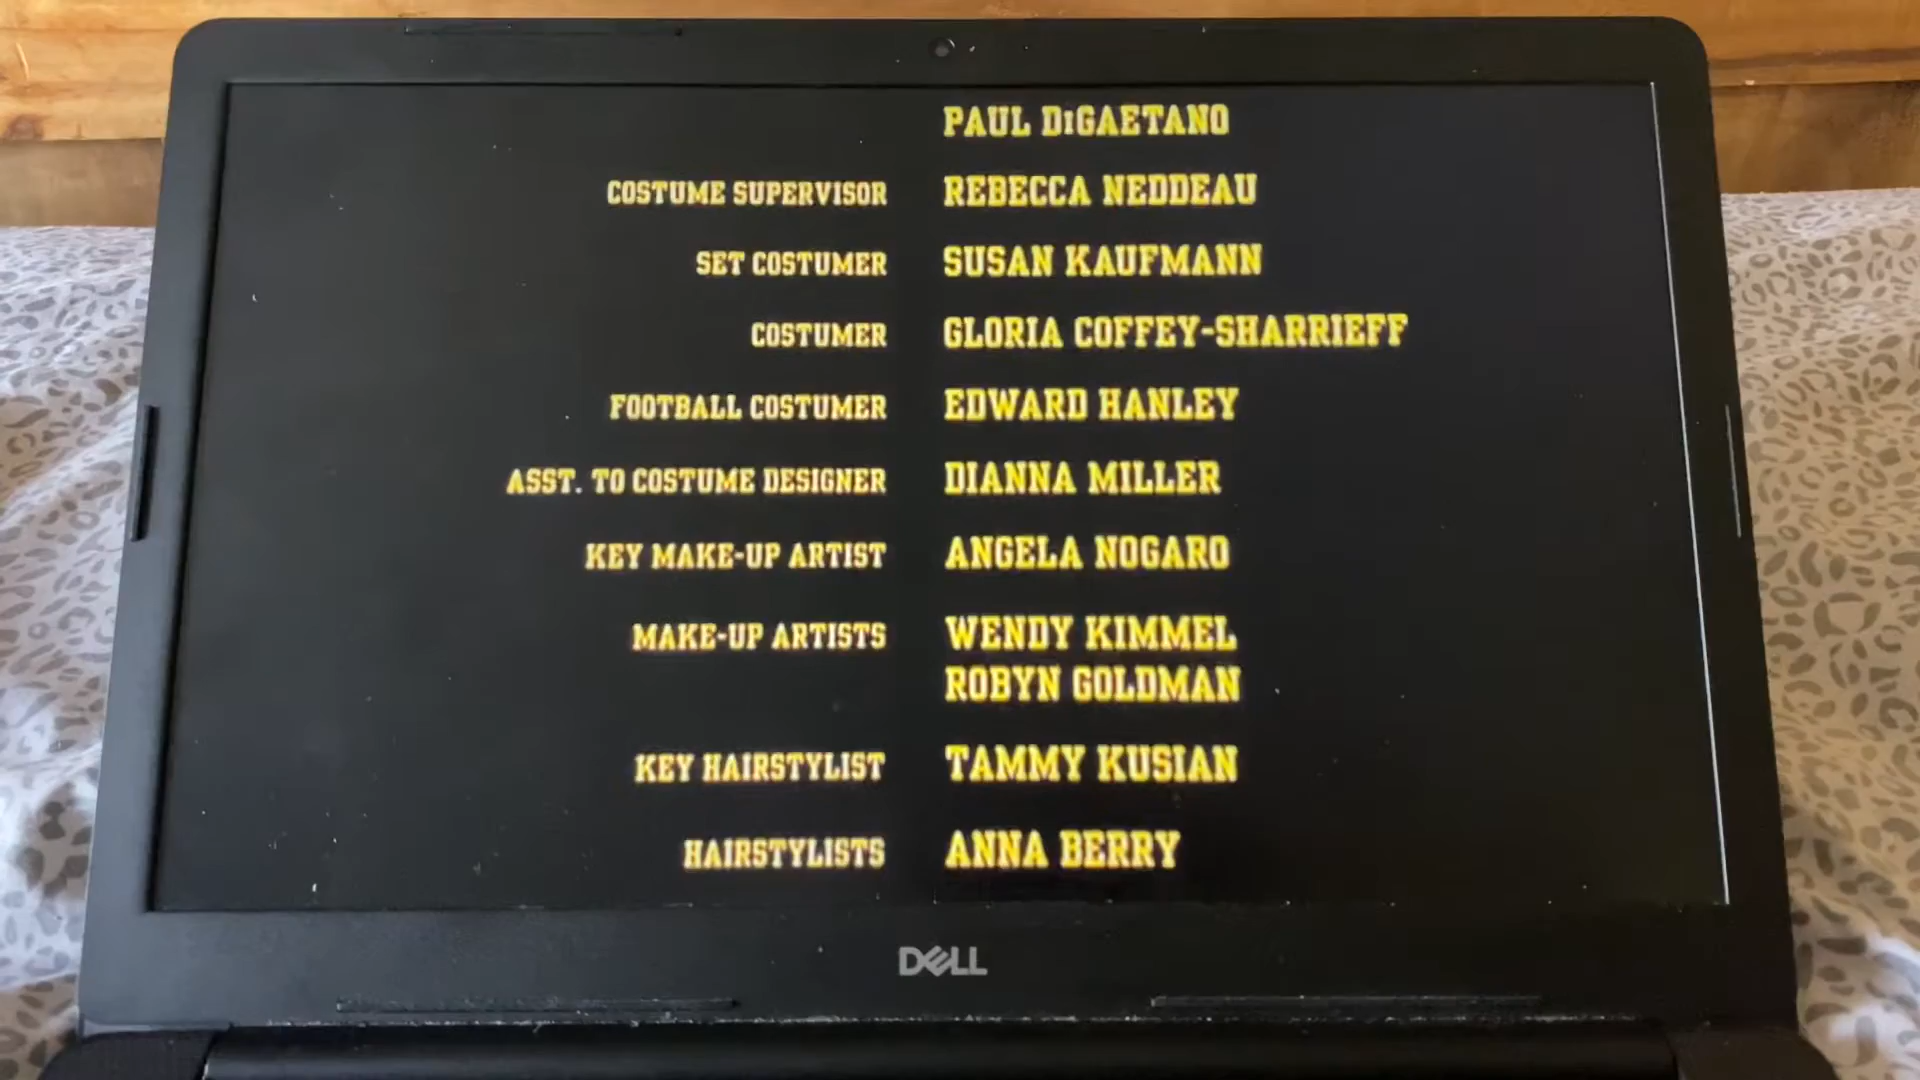 PAUL DiGAETANO
COSTUME SUPERVISOR REBECCA NEDDEAU
SET COSTUMER SUSAN KAUFMANN
COSTUMER GLORIA COFFEY-SHARRIEFF
FOOTBALL COSTUMER EDWARD HANLEY
ASST. TO COSTUME DESIGNER DIANNA MILLER
KEY MAKE-UP ARTIST ANGELA NOGARO
MAKE-UP ARTISTS WENDY KIMMEL
ROBYN GOLDMAN
KEY HAIRSTYLIST TAMMY KUSIAN
HAIRSTYLISTS ANNA BERRY
DELL